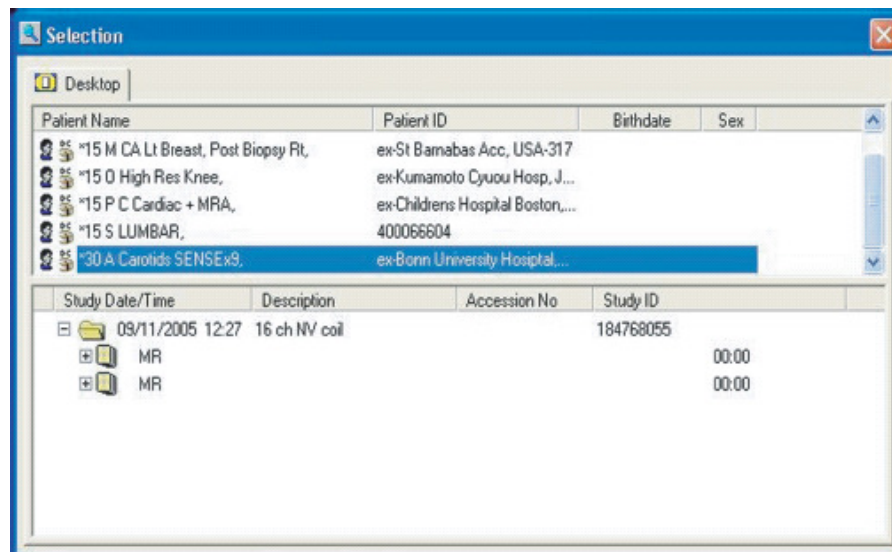 Selection
Desktop
Patient Name Patient ID Birthdate Sex
*15 M CA Lt Breast, Post Biopsy Rt, ex-St Barnabas Acc, USA-317
*15 O High Res Knee, ex-Kumamoto Cyuou Hosp, J...
*15 P C Cardiac + MRA, ex-Childrens Hospital Boston,...
*15 S LUMBAR, 400066604
*30 A Carotids SENSEx9, ex-Bonn University Hosiptal,...
Study Date/Time Description Accession No Study ID
09/11/2005 12:27 16 ch NV coil 184768055
MR 00:00
MR 00:00